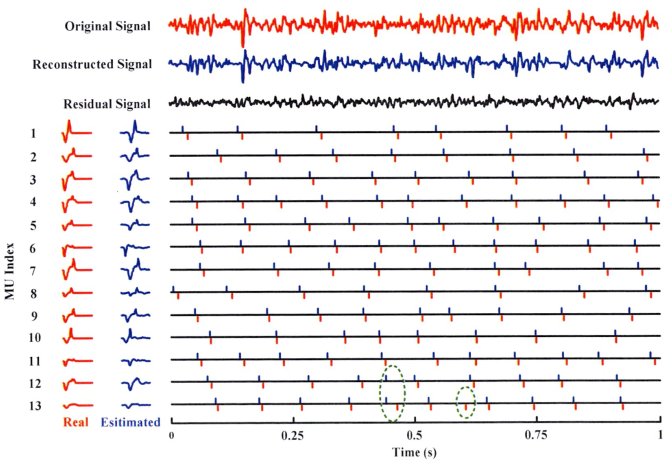 Original Signal
Reconstructed Signal
Residual Signal
MU Index
1
2
3
4
5
6
7
8
9
10
11
12
13
Real Esitimated
0 0.25 0.5 0.75 1
Time (s)